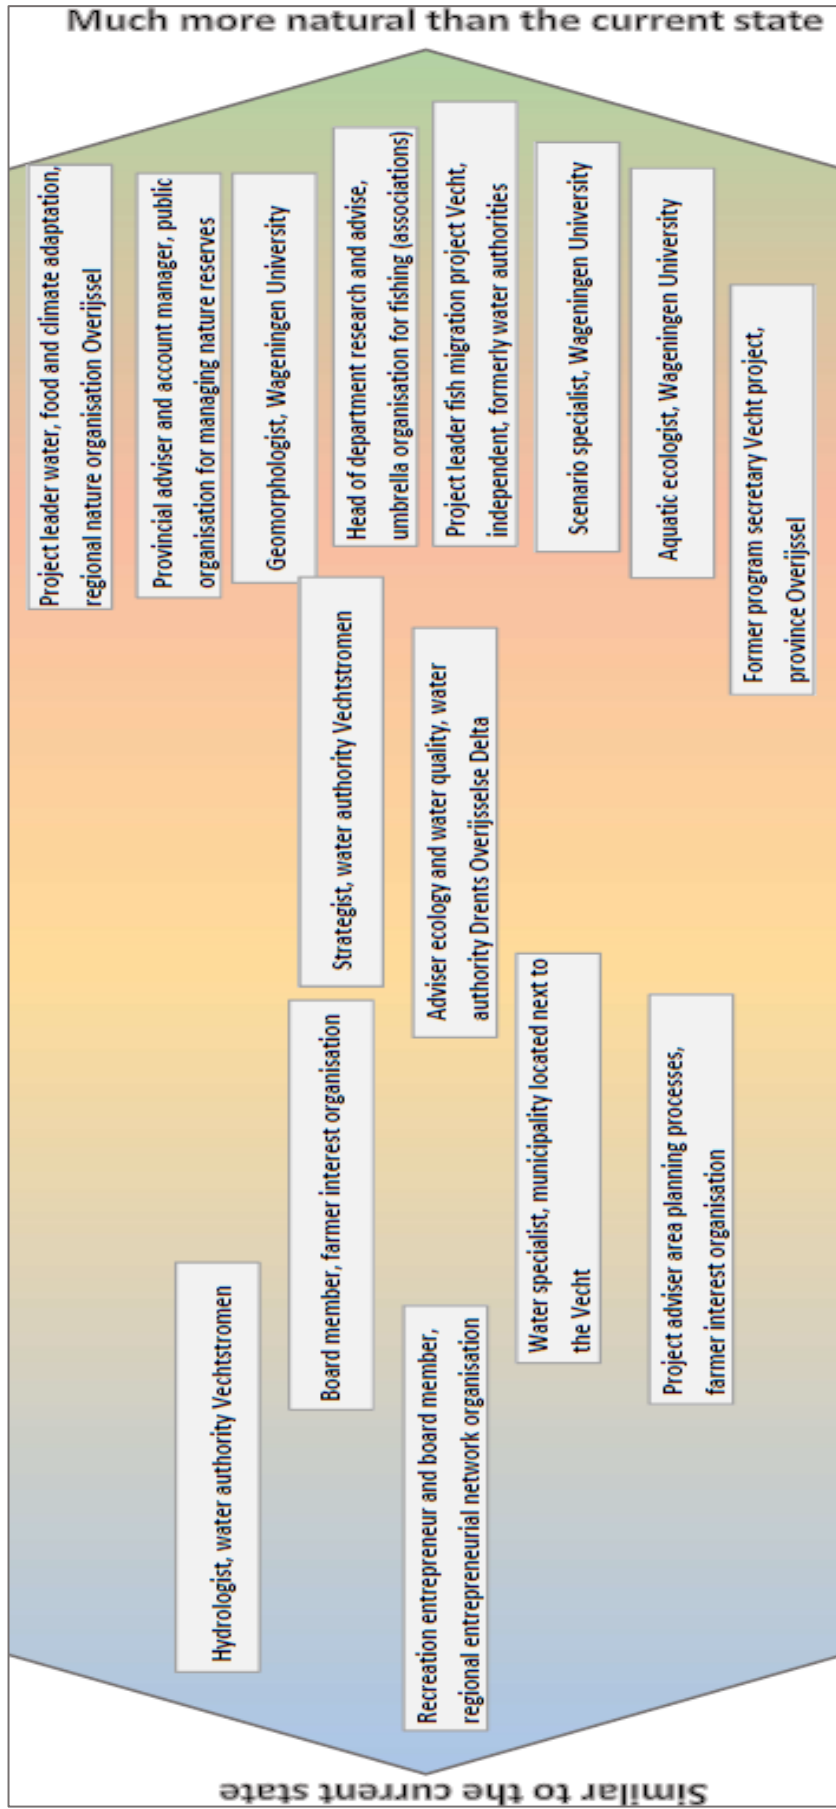 Much more natural than the current state
Project leader water, food and climate adaptation,
regional nature organisation Overijssel
Provincial adviser and account manager, public
organisation for managing nature reserves
Geomorphologist, Wageningen University
Head of department research and advise,
umbrella organisation for fishing (associations)
Project leader fish migration project Vecht,
independent, formerly water authorities
Scenario specialist, Wageningen University
Aquatic ecologist, Wageningen University
Former program secretary Vecht project,
province Overijssel
Strategist, water authority Vechtstromen
Adviser ecology and water quality, water
authority Drents Overijsselse Delta
Board member, farmer interest organisation
Water specialist, municipality located next to
the Vecht
Project adviser area planning processes,
farmer interest organisation
Hydrologist, water authority Vechtstromen
Recreation entrepreneur and board member,
regional entrepreneurial network organisation
Similar to the current state